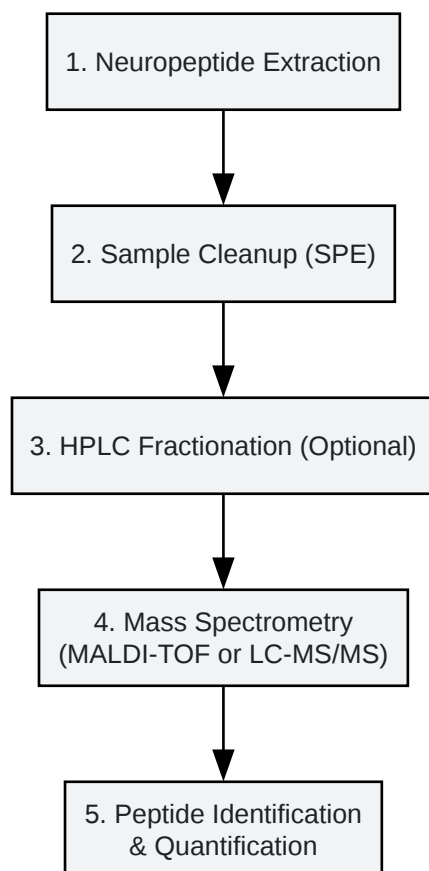 1. Neuropeptide Extraction
2. Sample Cleanup (SPE)
3. HPLC Fractionation (Optional)
4. Mass Spectrometry
(MALDI-TOF or LC-MS/MS)
5. Peptide Identification
& Quantification